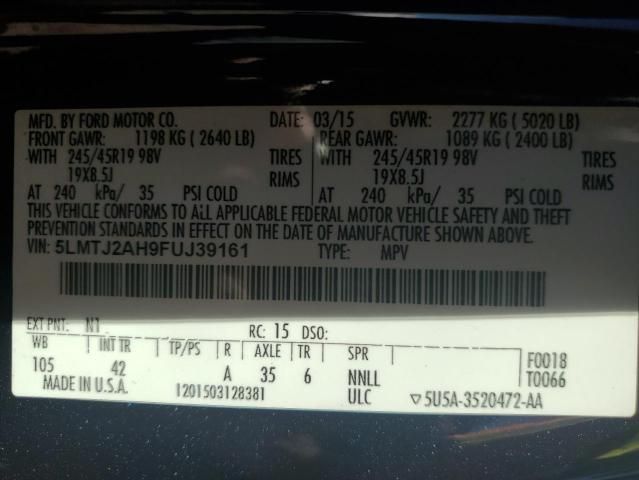 MFD. BY FORD MOTOR CO. DATE: 03/15 GVWR: 2277 KG ( 5020 LB)
FRONT GAWR: 1198 KG ( 2640 LB) REAR GAWR: 1089 KG ( 2400 LB)
WITH 245/45R19 98V TIRES WITH 245/45R19 98V TIRES
19X8.5J RIMS 19X8.5J RIMS
AT 240 kPa/ 35 PSI COLD AT 240 kPa/ 35 PSI COLD
THIS VEHICLE CONFORMS TO ALL APPLICABLE FEDERAL MOTOR VEHICLE SAFETY AND THEFT
PREVENTION STANDARDS IN EFFECT ON THE DATE OF MANUFACTURE SHOWN ABOVE.
VIN: 5LMTJ2AH9FUJ39161 TYPE: MPV
EXT PNT: N1 RC: 15 DSO:
WB INT TR TP/PS R AXLE TR SPR F0018
105 42 A 35 6 NNLL T0066
MADE IN U.S.A. 1201503128381 ULC ▽5U5A-3520472-AA